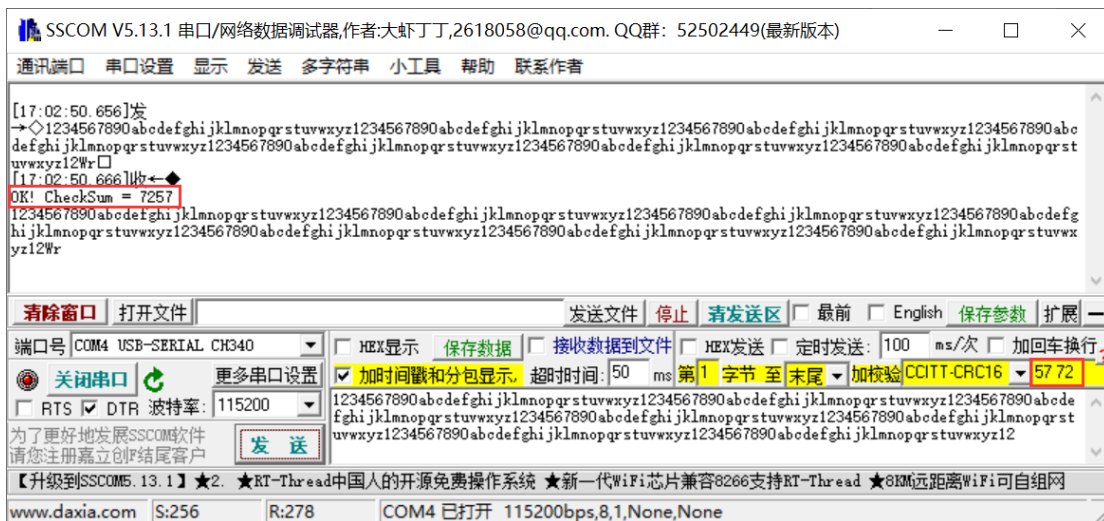 SSCOM V5.13.1 串口/网络数据调试器,作者:大虾丁丁,2618058@qq.com. QQ群：52502449(最新版本)
通讯端口 串口设置 显示 发送 多字符串 小工具 帮助 联系作者
[17:02:50.656]发
→◇1234567890abcdefghijklmnopqrstuvwxyz1234567890abcdefghijklmnopqrstuvwxyz1234567890abcdefghijklmnopqrstuvwxyz1234567890abc
defghijklmnopqrstuvwxyz1234567890abcdefghijklmnopqrstuvwxyz1234567890abcdefghijklmnopqrstuvwxyz1234567890abcdefghijklmnopqrst
uvwxyz12Wr□
[17:02:50.666]收←◆
OK! CheckSum = 7257
1234567890abcdefghijklmnopqrstuvwxyz1234567890abcdefghijklmnopqrstuvwxyz1234567890abcdefghijklmnopqrstuvwxyz1234567890abcdefg
hijklmnopqrstuvwxyz1234567890abcdefghijklmnopqrstuvwxyz1234567890abcdefghijklmnopqrstuvwxyz1234567890abcdefghijklmnopqrstuvwx
yz12Wr
清除窗口 打开文件 发送文件 停止 清发送区 最前 English 保存参数 扩展
端口号 COM4 USB-SERIAL CH340 HEX显示 保存数据 接收数据到文件 HEX发送 定时发送: 100 ms/次 加回车换行
关闭串口 更多串口设置 加时间戳和分包显示, 超时时间: 50 ms 第1 字节 至 末尾 加校验 CCITT-CRC16 57 72
RTS DTR 波特率: 115200
1234567890abcdefghijklmnopqrstuvwxyz1234567890abcdefghijklmnopqrstuvwxyz1234567890abcde
fghijklmnopqrstuvwxyz1234567890abcdefghijklmnopqrstuvwxyz1234567890abcdefghijklmnopqrst
uvwxyz1234567890abcdefghijklmnopqrstuvwxyz1234567890abcdefghijklmnopqrstuvwxyz12
为了更好地发展SSCOM软件
请您注册嘉立创F结尾客户
发 送
【升级到SSCOM5.13.1】★2. ★RT-Thread中国人的开源免费操作系统 ★新一代WiFi芯片兼容8266支持RT-Thread ★8KM远距离WiFi可自组网
www.daxia.com S:256 R:278 COM4 已打开 115200bps,8,1,None,None